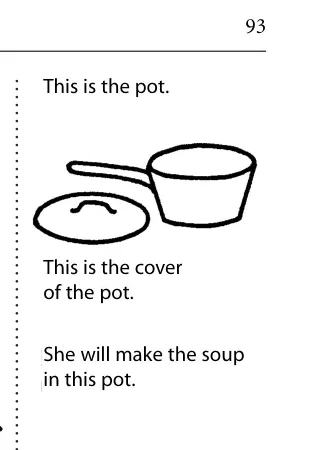 93
This is the pot.
This is the cover
of the pot.
She will make the soup
in this pot.